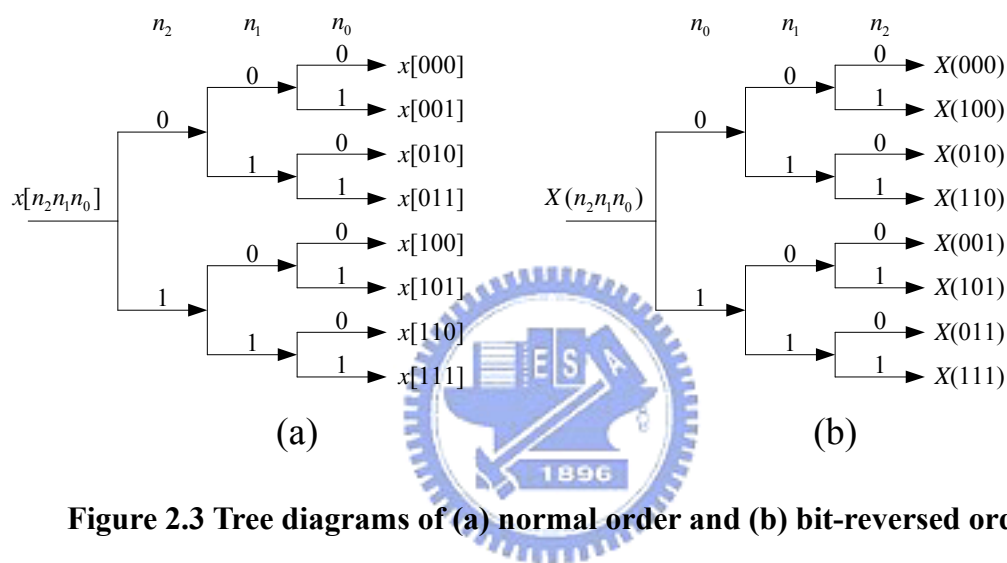 n₂ n₁ n₀ n₀ n₁ n₂
0 x[000] 0 X(000)
0 0
1 x[001] 1 X(100)
0 0
0 x[010] 0 X(010)
1 1
1 x[011] 1 X(110)
x[n₂n₁n₀] X(n₂n₁n₀)
0 x[100] 0 X(001)
0 0
1 x[101] 1 X(101)
1 1
0 x[110] 0 X(011)
1 1
1 x[111] 1 X(111)
E S A
(a) (b)
1896
Figure 2.3 Tree diagrams of (a) normal order and (b) bit-reversed